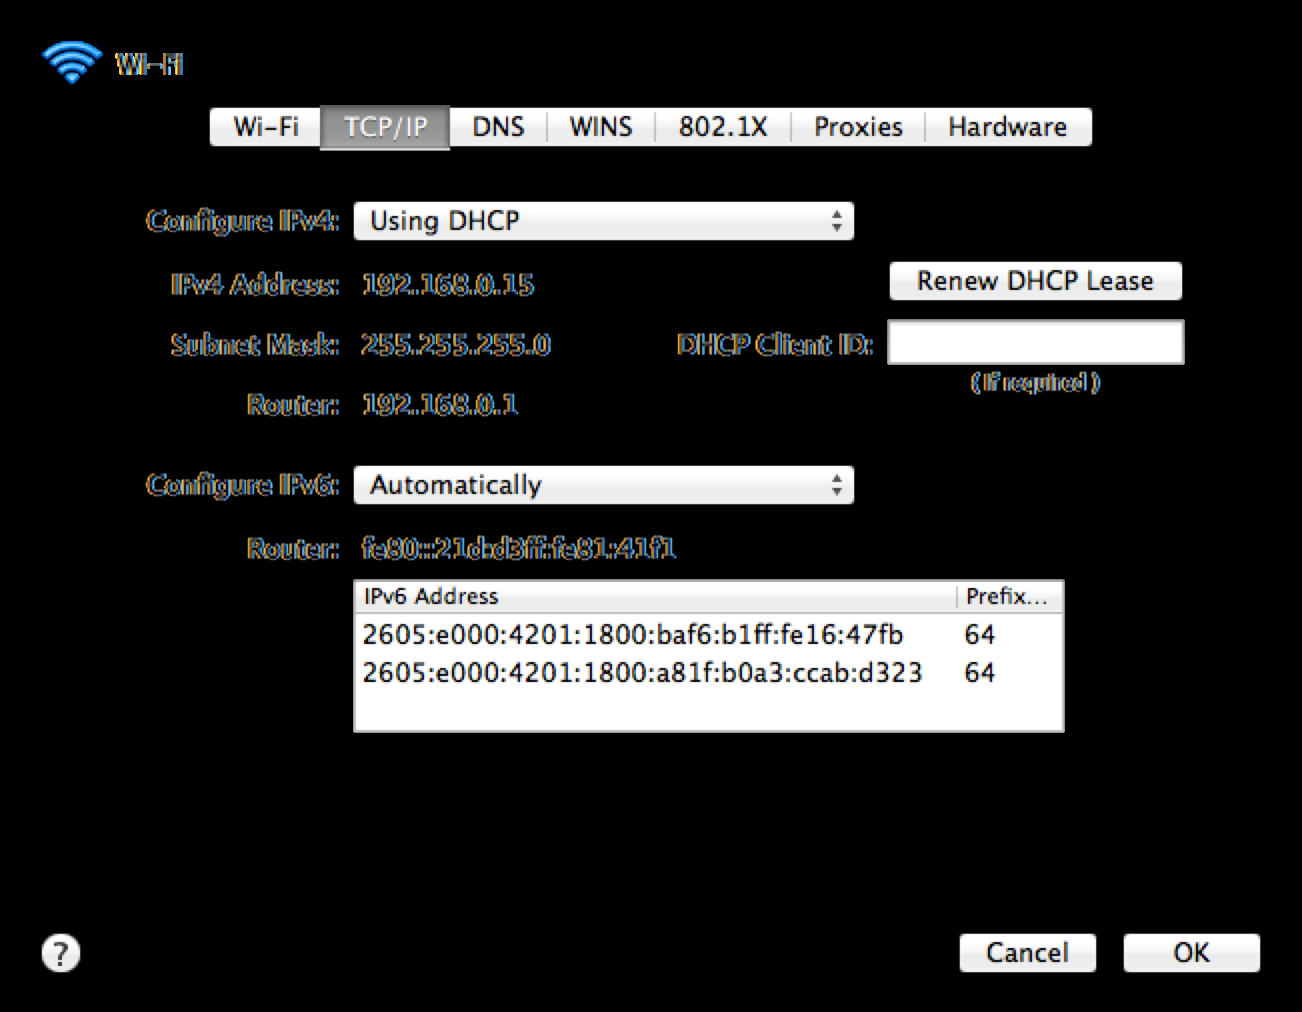 Wi-Fi
Wi-Fi TCP/IP DNS WINS 802.1X Proxies Hardware
Configure IPv4: Using DHCP
IPv4 Address: 192.168.0.15 Renew DHCP Lease
Subnet Mask: 255.255.255.0 DHCP Client ID:
( If required )
Router: 192.168.0.1
Configure IPv6: Automatically
Router: fe80::21d:d3ff:fe81:41f1
IPv6 Address Prefix...
2605:e000:4201:1800:baf6:b1ff:fe16:47fb 64
2605:e000:4201:1800:a81f:b0a3:ccab:d323 64
? Cancel OK